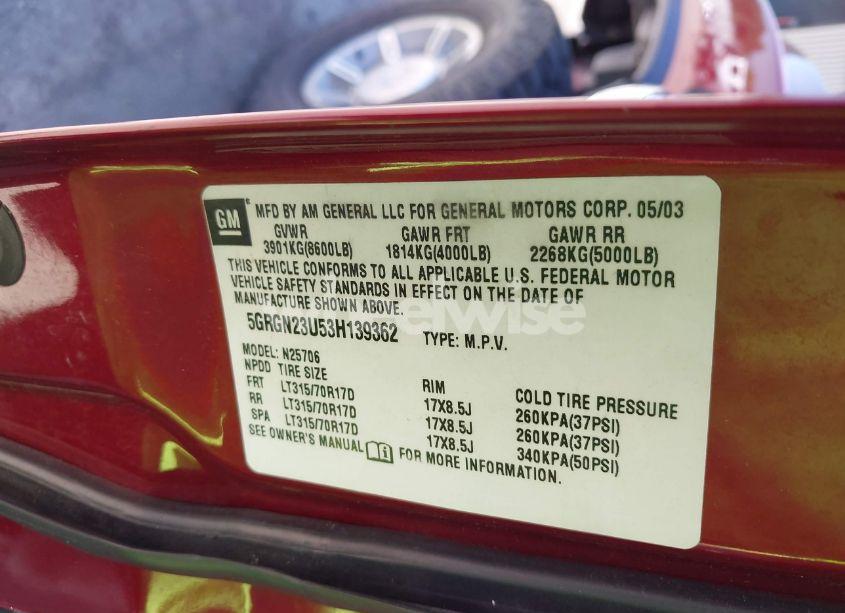 GM
MFD BY AM GENERAL LLC FOR GENERAL MOTORS CORP. 05/03
GVWR GAWR FRT GAWR RR
3901KG(8600LB) 1814KG(4000LB) 2268KG(5000LB)
THIS VEHICLE CONFORMS TO ALL APPLICABLE U.S. FEDERAL MOTOR
VEHICLE SAFETY STANDARDS IN EFFECT ON THE DATE OF
MANUFACTURE SHOWN ABOVE.
5GRGN23U53H139362 TYPE: M.P.V.
MODEL: N25706
NPDD TIRE SIZE RIM COLD TIRE PRESSURE
FRT LT315/70R17D 17X8.5J 260KPA(37PSI)
RR LT315/70R17D 17X8.5J 260KPA(37PSI)
SPA LT315/70R17D 17X8.5J 340KPA(50PSI)
SEE OWNER'S MANUAL FOR MORE INFORMATION.